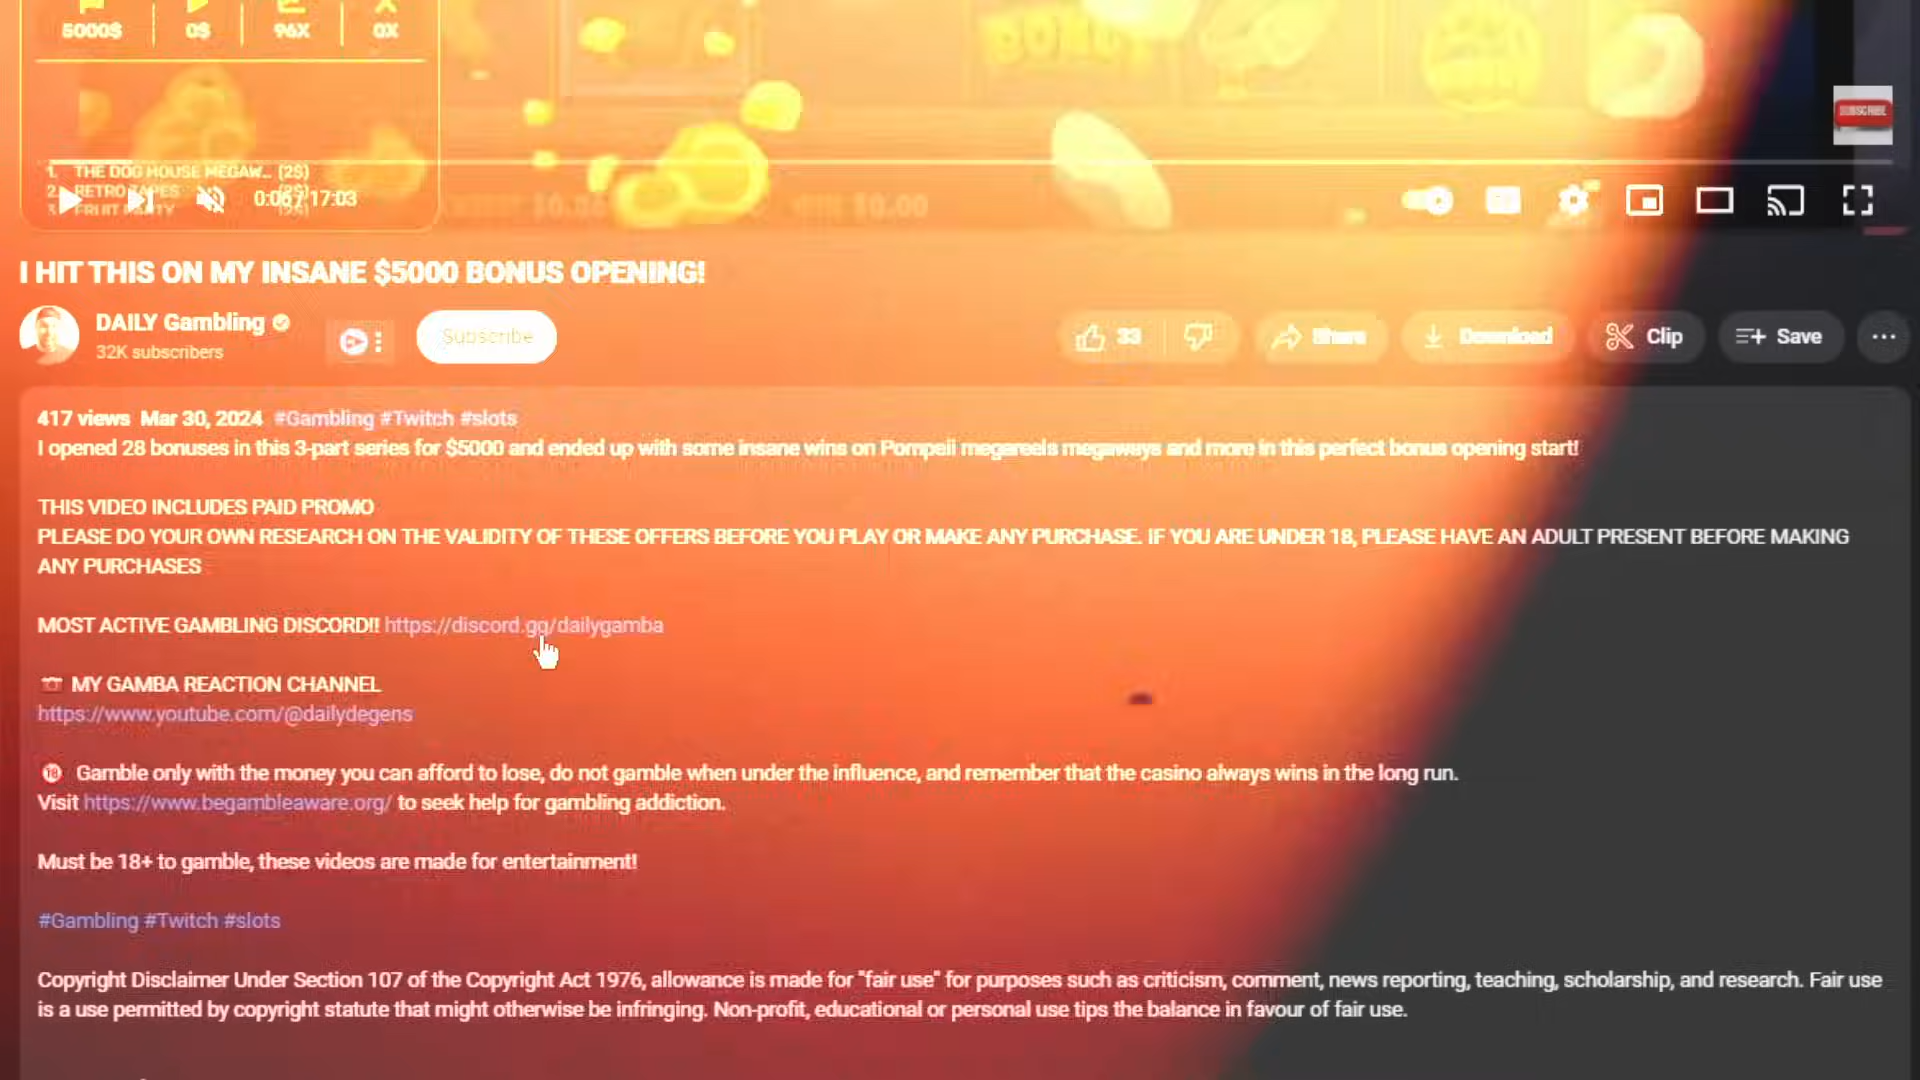 5000$ 0$ 96X 0X
SUBSCRIBE
1. THE DOG HOUSE MEGAW... (2$)
2. RETRO TAPES (2$)
3. FRUIT PARTY (2$)
0:06 / 17:03
I HIT THIS ON MY INSANE $5000 BONUS OPENING!
DAILY Gambling
32K subscribers
Subscribe
33 Share Download Clip Save
417 views Mar 30, 2024 #Gambling #Twitch #slots
I opened 28 bonuses in this 3-part series for $5000 and ended up with some insane wins on Pompeii megareels megaways and more in this perfect bonus opening start!
THIS VIDEO INCLUDES PAID PROMO
PLEASE DO YOUR OWN RESEARCH ON THE VALIDITY OF THESE OFFERS BEFORE YOU PLAY OR MAKE ANY PURCHASE. IF YOU ARE UNDER 18, PLEASE HAVE AN ADULT PRESENT BEFORE MAKING
ANY PURCHASES
MOST ACTIVE GAMBLING DISCORD!! https://discord.gg/dailygamba
MY GAMBA REACTION CHANNEL
https://www.youtube.com/@dailydegens
Gamble only with the money you can afford to lose, do not gamble when under the influence, and remember that the casino always wins in the long run.
Visit https://www.begambleaware.org/ to seek help for gambling addiction.
Must be 18+ to gamble, these videos are made for entertainment!
#Gambling #Twitch #slots
Copyright Disclaimer Under Section 107 of the Copyright Act 1976, allowance is made for "fair use" for purposes such as criticism, comment, news reporting, teaching, scholarship, and research. Fair use
is a use permitted by copyright statute that might otherwise be infringing. Non-profit, educational or personal use tips the balance in favour of fair use.